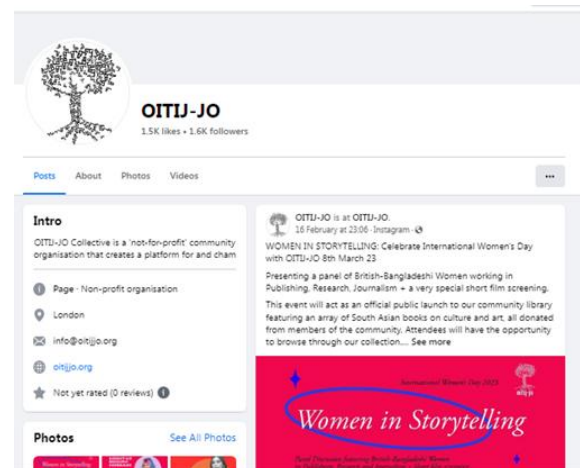 OITIJ-JO
1.5K likes • 1.6K followers
Posts About Photos Videos
Intro
OITIJ-JO Collective is a 'not-for-profit' community
organisation that creates a platform for and cham
Page · Non-profit organisation
London
info@oitijjo.org
oitijjo.org
Not yet rated (0 reviews)
Photos See All Photos
OITIJ-JO is at OITIJ-JO.
16 February at 23:06 · Instagram ·
WOMEN IN STORYTELLING: Celebrate International Women's Day
with OITIJ-JO 8th March 23
Presenting a panel of British-Bangladeshi Women working in
Publishing, Research, Journalism + a very special short film screening.
This event will act as an official public launch to our community library
featuring an array of South Asian books on culture and art, all donated
from members of the community. Attendees will have the opportunity
to browse through our collection.... See more
International Women's Day 2023
oitij-jo
Women in Storytelling
Panel Discussion featuring British Bangladeshi Women